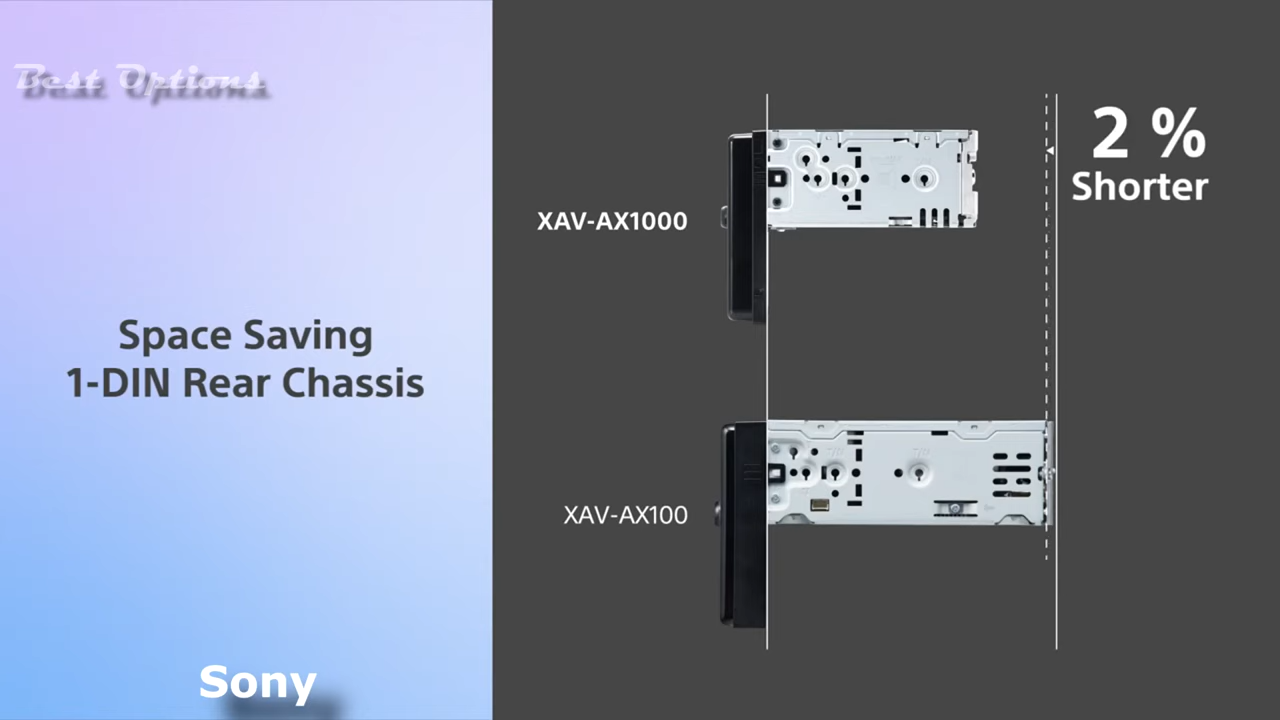 Best Options
2 %
Shorter
XAV-AX1000
Space Saving
1-DIN Rear Chassis
XAV-AX100
Sony